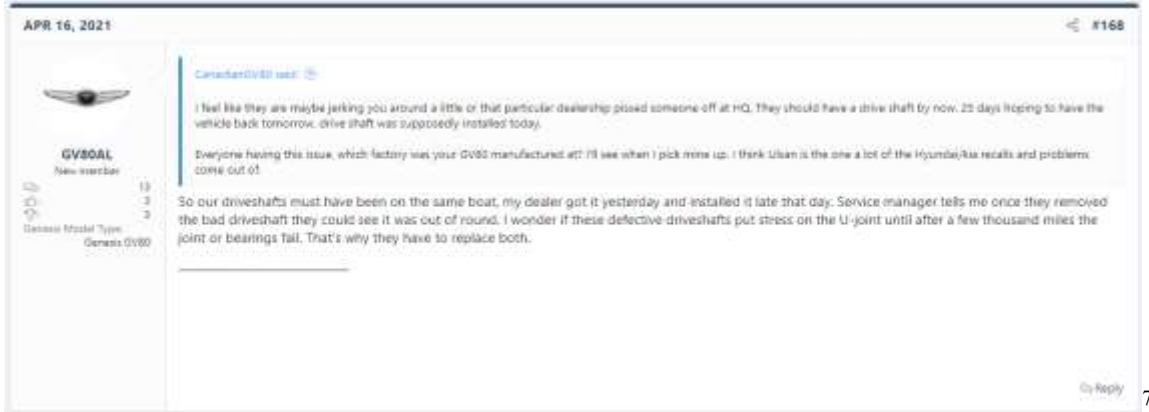 APR 16, 2021
#168
CanadianGV80 said:
I feel like they are maybe jerking you around a little or that particular dealership pissed someone off at HQ. They should have a drive shaft by now. 25 days hoping to have the
vehicle back tomorrow, drive shaft was supposedly installed today.
Everyone having this issue, which factory was your GV80 manufactured at? I'll see when I pick mine up. I think Ulsan is the one a lot of the Hyundai/kia recalls and problems
come out of.
GV80AL
New member
13
3
3
Genesis Model Type
Genesis GV80
So our driveshafts must have been on the same boat, my dealer got it yesterday and installed it late that day. Service manager tells me once they removed
the bad driveshaft they could see it was out of round. I wonder if these defective driveshafts put stress on the U-joint until after a few thousand miles the
joint or bearings fail. That's why they have to replace both.
Reply
7